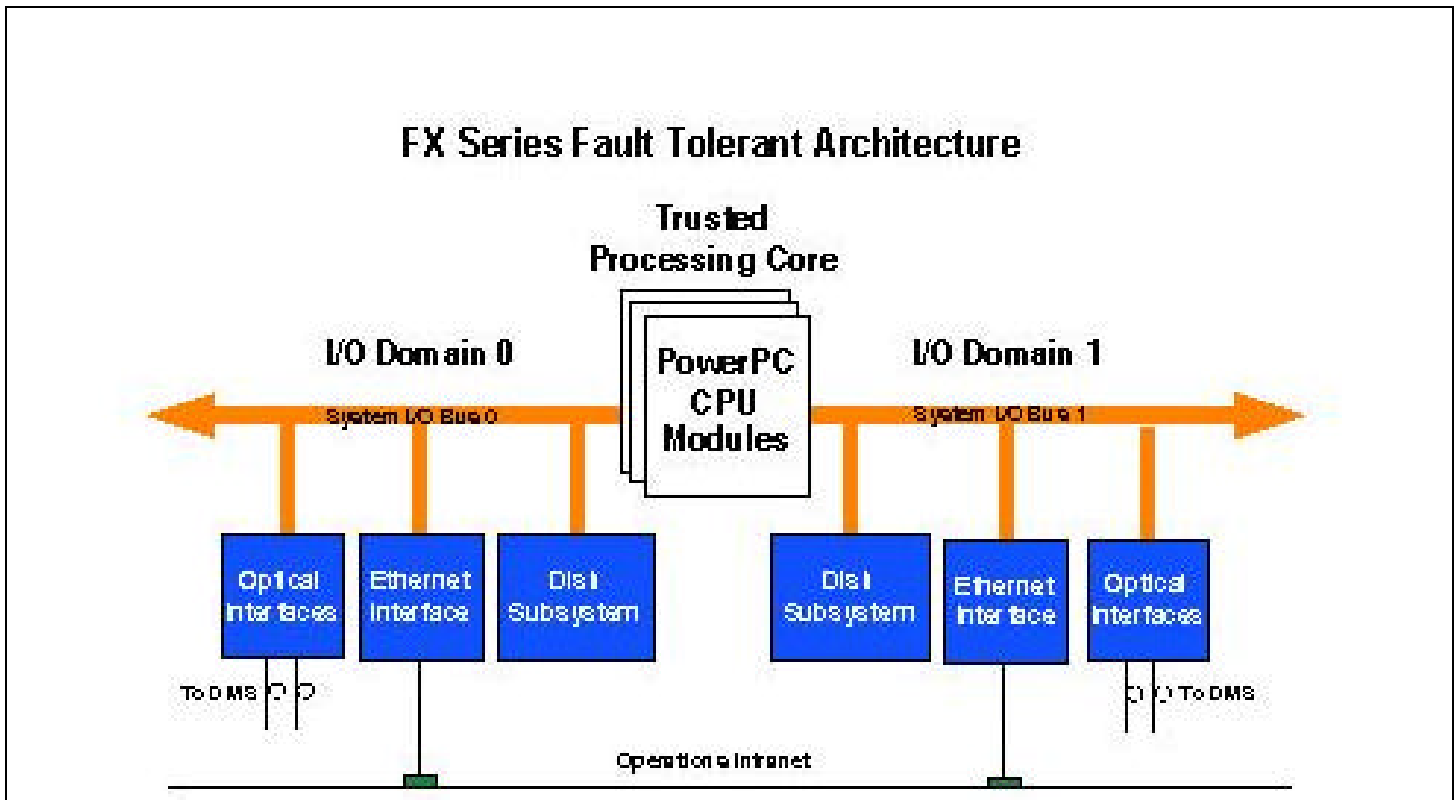 FX Series Fault Tolerant Architecture
Trusted
Processing Core
I/O Domain 0
I/O Domain 1
PowerPC
CPU
Modules
System I/O Bus 0
System I/O Bus 1
Optical
Interfaces
Ethernet
Interface
Disk
Subsystem
Disk
Subsystem
Ethernet
Interface
Optical
Interfaces
To DMS
To DMS
Operations Intranet